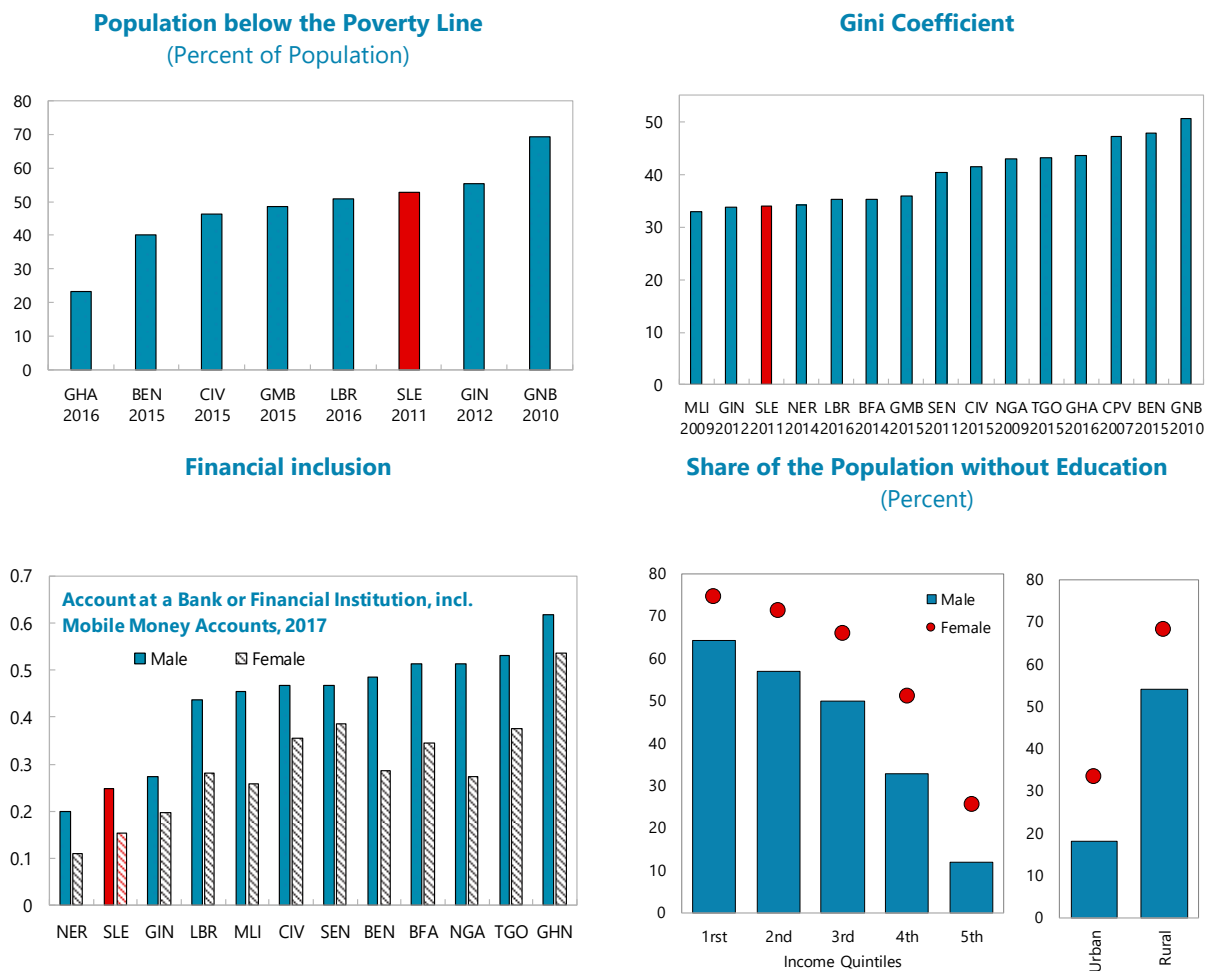 Population below the Poverty Line
(Percent of Population)
80
70
60
50
40
30
20
10
0
GHA BEN CIV GMB LBR SLE GIN GNB
2016 2015 2015 2015 2016 2011 2012 2010
Gini Coefficient
50
40
30
20
10
0
MLI GIN SLE NER LBR BFA GMB SEN CIV NGA TGO GHA CPV BEN GNB
2009 2012 2011 2014 2016 2014 2015 2011 2015 2009 2015 2016 2007 2015 2010
Financial inclusion
0.7
0.6
0.5
0.4
0.3
0.2
0.1
0
Account at a Bank or Financial Institution, incl.
Mobile Money Accounts, 2017
Male Female
NER SLE GIN LBR MLI CIV SEN BEN BFA NGA TGO GHN
Share of the Population without Education
(Percent)
80
70
60
50
40
30
20
10
0
Male
Female
1rst 2nd 3rd 4th 5th
Income Quintiles
80
70
60
50
40
30
20
10
0
Urban
Rural